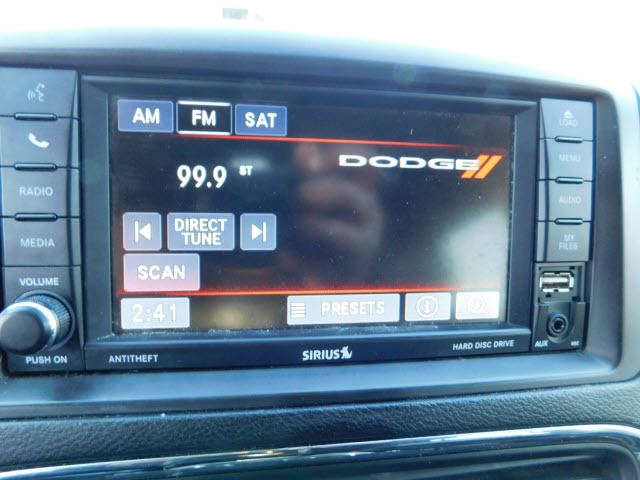 AM FM SAT
LOAD
RADIO
MENU
99.9 ST
DODGE
AUDIO
MEDIA
DIRECT
TUNE
MY
FILES
SCAN
VOLUME
2:41
PRESETS
PUSH ON
ANTITHEFT
SIRIUS
HARD DISC DRIVE
AUX